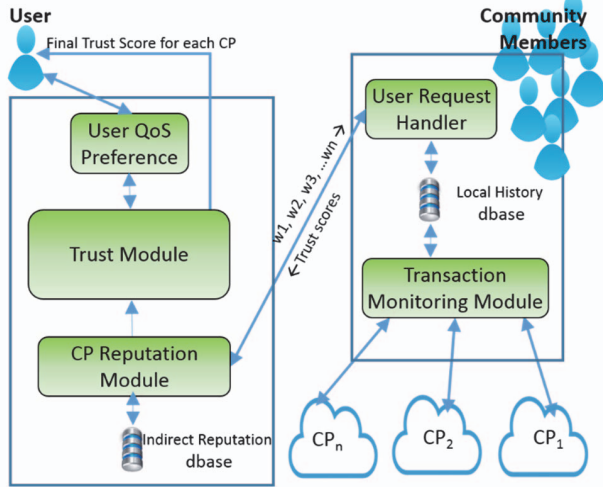 User
Final Trust Score for each CP
User QoS
Preference
Trust Module
CP Reputation
Module
Indirect Reputation
dbase
w1, w2, w3, ...wn →
← Trust scores
Community
Members
User Request
Handler
Local History
dbase
Transaction
Monitoring Module
CPn
CP2
CP1